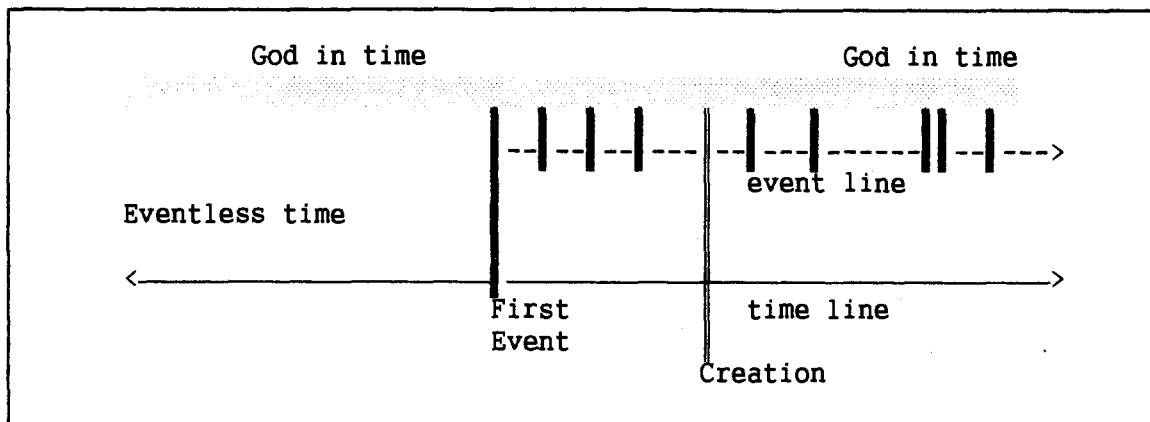 God in time God in time
event line
Eventless time
First time line
Event
Creation